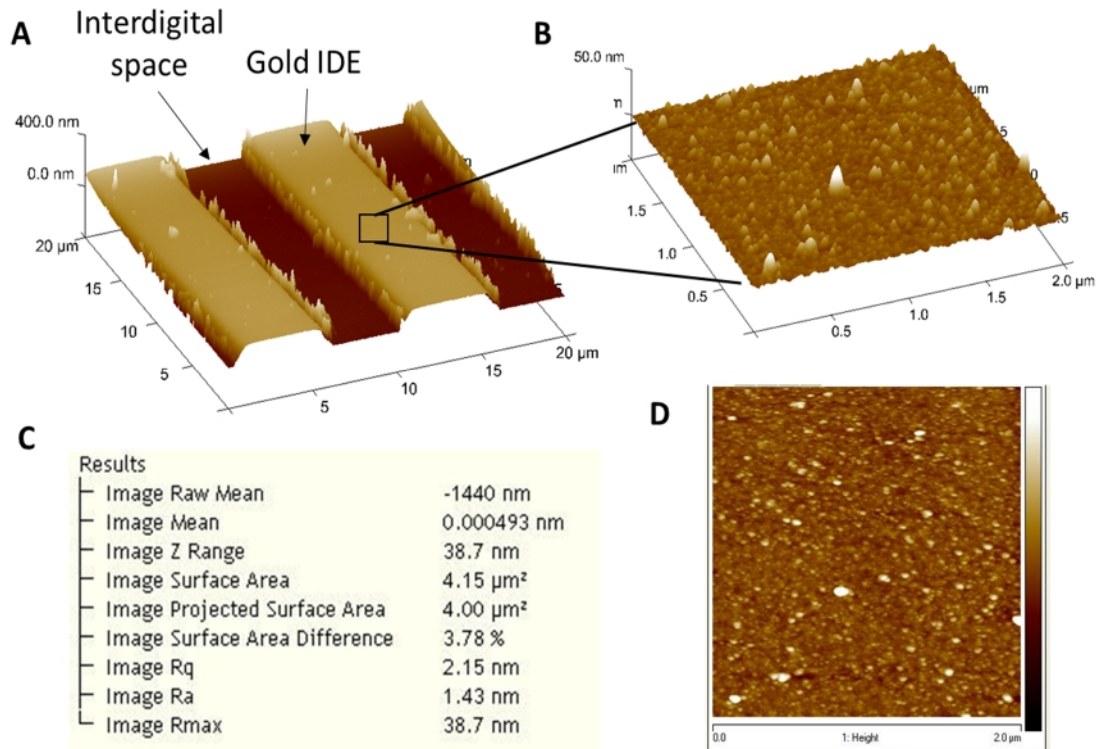 A
Interdigital
space
Gold IDE
400.0 nm
0.0 nm
20 µm
15
10
5
5
10
15
20 µm
B
50.0 nm
1.5
1.0
0.5
0.5
1.0
1.5
2.0 µm
C
Results
Image Raw Mean -1440 nm
Image Mean 0.000493 nm
Image Z Range 38.7 nm
Image Surface Area 4.15 µm²
Image Projected Surface Area 4.00 µm²
Image Surface Area Difference 3.78 %
Image Rq 2.15 nm
Image Ra 1.43 nm
Image Rmax 38.7 nm
D
0.0 1: Height 2.0 µm